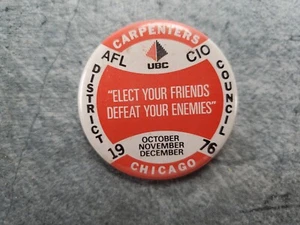 CARPENTERS
AFL CIO
UBC
DISTRICT COUNCIL
"ELECT YOUR FRIENDS
DEFEAT YOUR ENEMIES"
OCTOBER
NOVEMBER
DECEMBER
19 76
CHICAGO